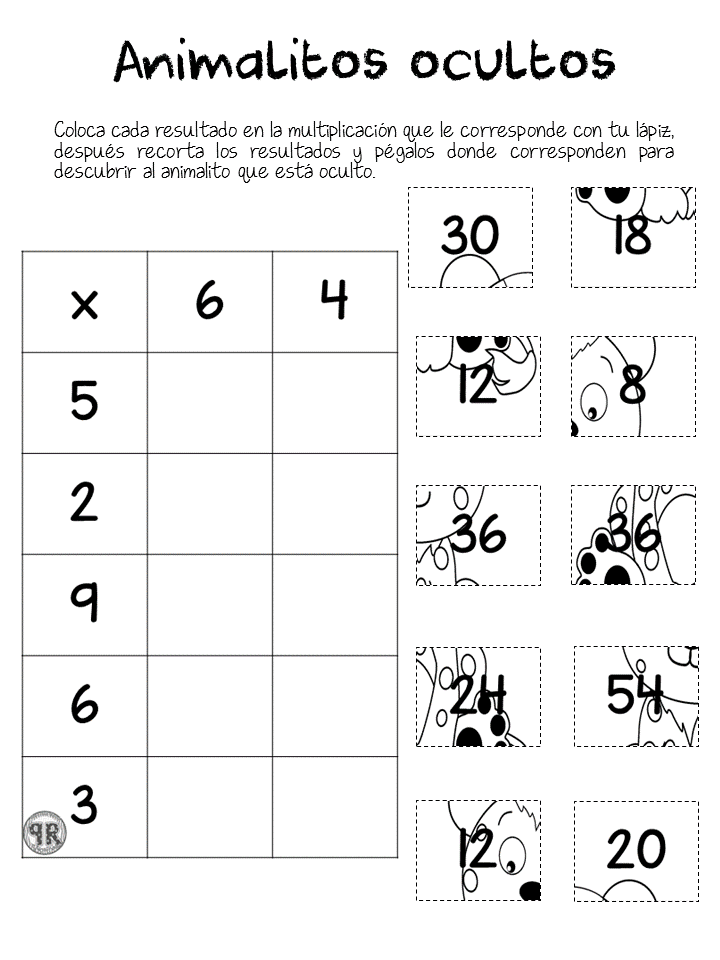 Animalitos ocultos
Coloca cada resultado en la multiplicación que le corresponde con tu lápiz,
después recorta los resultados y pégalos donde corresponden para
descubrir al animalito que está oculto.
30 18
x 6 4
5
12 8
2
36 36
9
24 54
6
12 20
3
PR